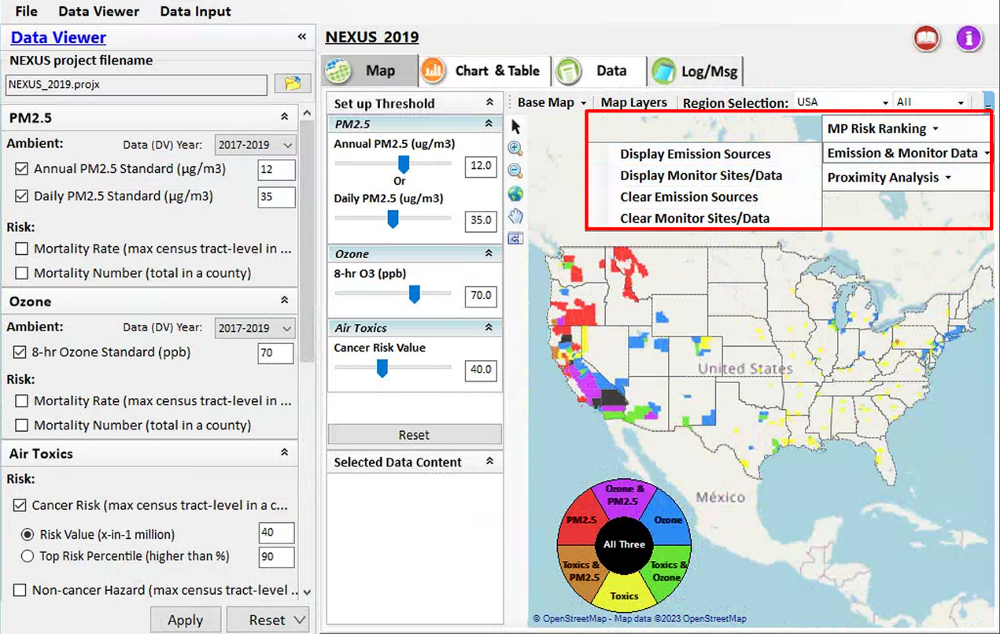 File Data Viewer Data Input
Data Viewer «
NEXUS project filename
NEXUS_2019.projx
PM2.5
Ambient: Data (DV) Year: 2017-2019
Annual PM2.5 Standard (µg/m3) 12
Daily PM2.5 Standard (µg/m3) 35
Risk:
Mortality Rate (max census tract-level in ...
Mortality Number (total in a county)
Ozone
Ambient: Data (DV) Year: 2017-2019
8-hr Ozone Standard (ppb) 70
Risk:
Mortality Rate (max census tract-level in ...
Mortality Number (total in a county)
Air Toxics
Risk:
Cancer Risk (max census tract-level in a c...
Risk Value (x-in-1 million) 40
Top Risk Percentile (higher than %) 90
Non-cancer Hazard (max census tract-level ..
Apply Reset
NEXUS_2019
Map Chart & Table Data Log/Msg
Set up Threshold
PM2.5
Annual PM2.5 (ug/m3)
12.0
Or
Daily PM2.5 (ug/m3)
35.0
Ozone
8-hr O3 (ppb)
70.0
Air Toxics
Cancer Risk Value
40.0
Reset
Selected Data Content
Base Map Map Layers Region Selection: USA All
MP Risk Ranking
Emission & Monitor Data
Proximity Analysis
Display Emission Sources
Display Monitor Sites/Data
Clear Emission Sources
Clear Monitor Sites/Data
United States
México
Ozone &
PM2.5
PM2.5
Ozone
All Three
Toxics &
PM2.5
Toxics &
Ozone
Toxics
© OpenStreetMap - Map data ©2023 OpenStreetMap